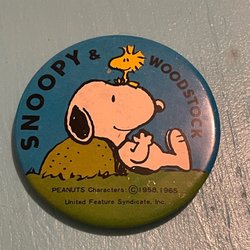 SNOOPY & WOODSTOCK
PEANUTS Characters: ©1958, 1965
United Feature Syndicate, Inc.